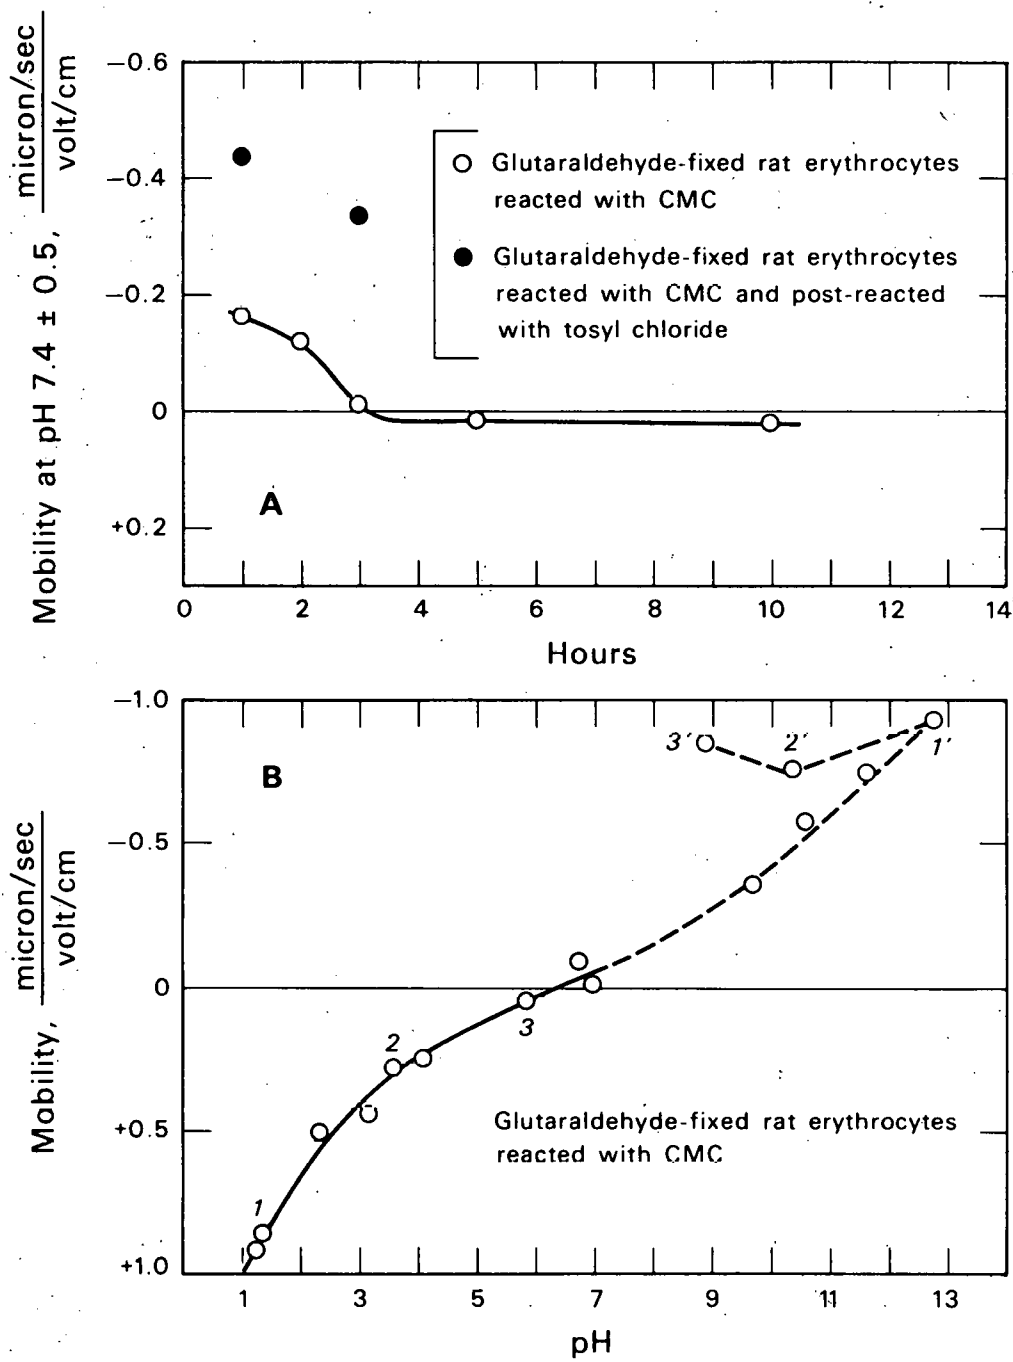 Mobility at pH 7.4 ± 0.5, micron/sec
volt/cm
−0.6
−0.4
−0.2
0
+0.2
Glutaraldehyde-fixed rat erythrocytes
reacted with CMC
Glutaraldehyde-fixed rat erythrocytes
reacted with CMC and post-reacted
with tosyl chloride
A
0 2 4 6 8 10 12 14
Hours
Mobility, micron/sec
volt/cm
−1.0
−0.5
0
+0.5
+1.0
B
3′ 2′ 1′
3
2
1
Glutaraldehyde-fixed rat erythrocytes
reacted with CMC
1 3 5 7 9 11 13
pH